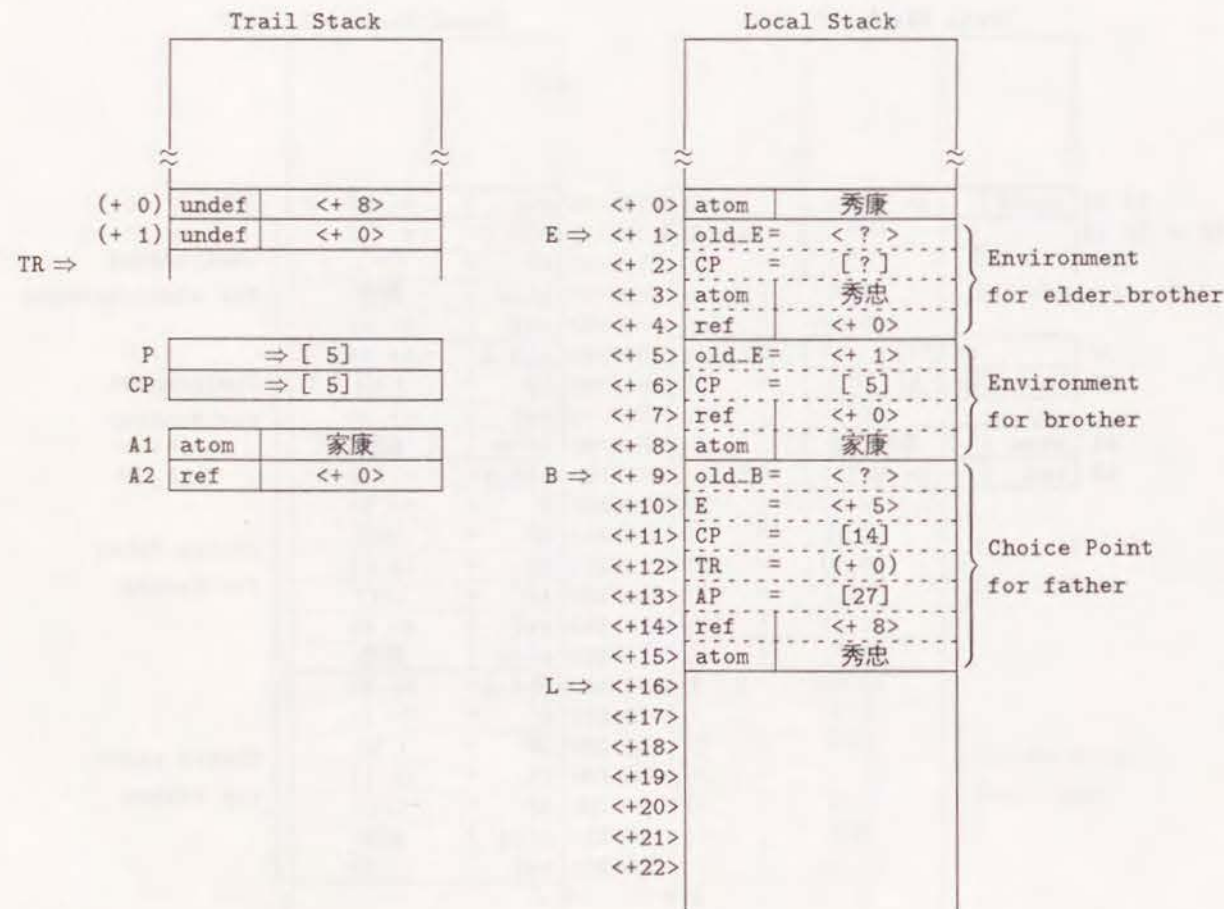 Trail Stack
(+ 0) undef <+ 8>
(+ 1) undef <+ 0>
TR ⇒
P ⇒ [ 5]
CP ⇒ [ 5]
A1 atom 家康
A2 ref <+ 0>
Local Stack
<+ 0> atom 秀康
E ⇒ <+ 1> old_E= < ? >
<+ 2> CP = [ ? ]
<+ 3> atom 秀忠
<+ 4> ref <+ 0>
Environment
for elder_brother
<+ 5> old_E= <+ 1>
<+ 6> CP = [ 5]
<+ 7> ref <+ 0>
<+ 8> atom 家康
Environment
for brother
B ⇒ <+ 9> old_B= < ? >
<+10> E = <+ 5>
<+11> CP = [14]
<+12> TR = (+ 0)
<+13> AP = [27]
<+14> ref <+ 8>
<+15> atom 秀忠
Choice Point
for father
L ⇒ <+16>
<+17>
<+18>
<+19>
<+20>
<+21>
<+22>